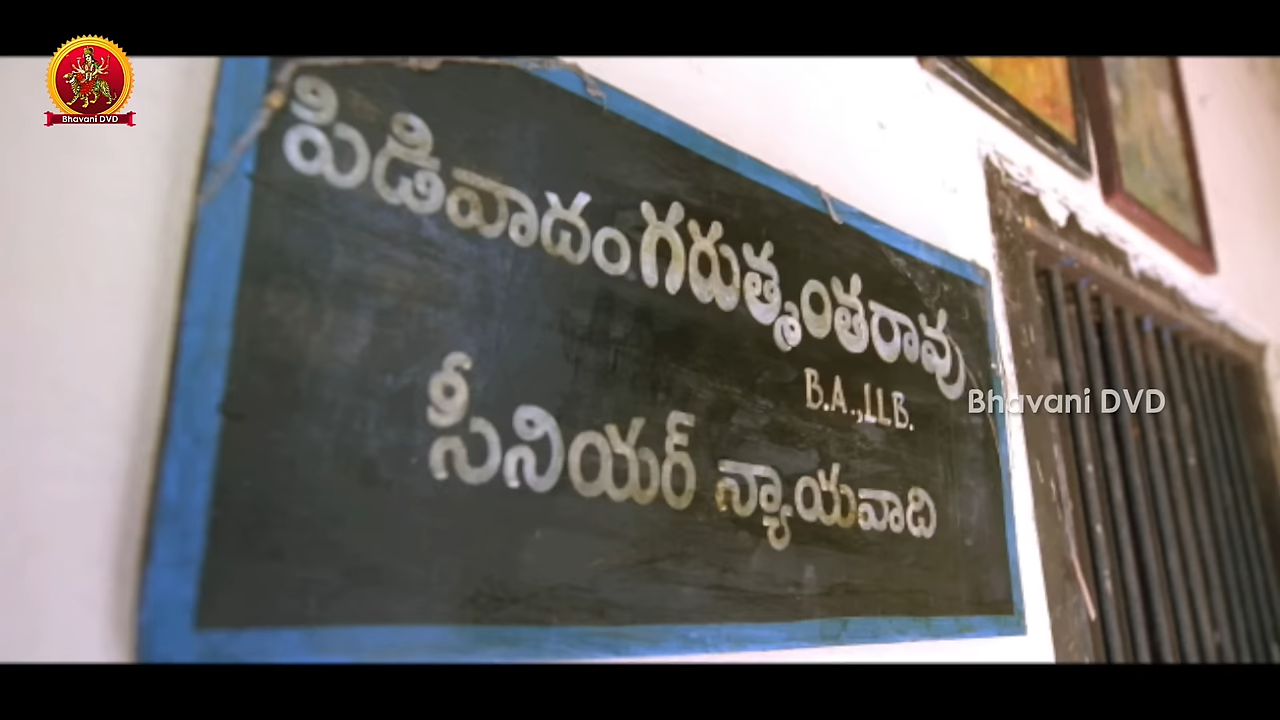 Bhavani DVD
పిడివాదం గరుత్మంతరావు
B.A.,LLB.
Bhavani DVD
సీనియర్ న్యాయవాది